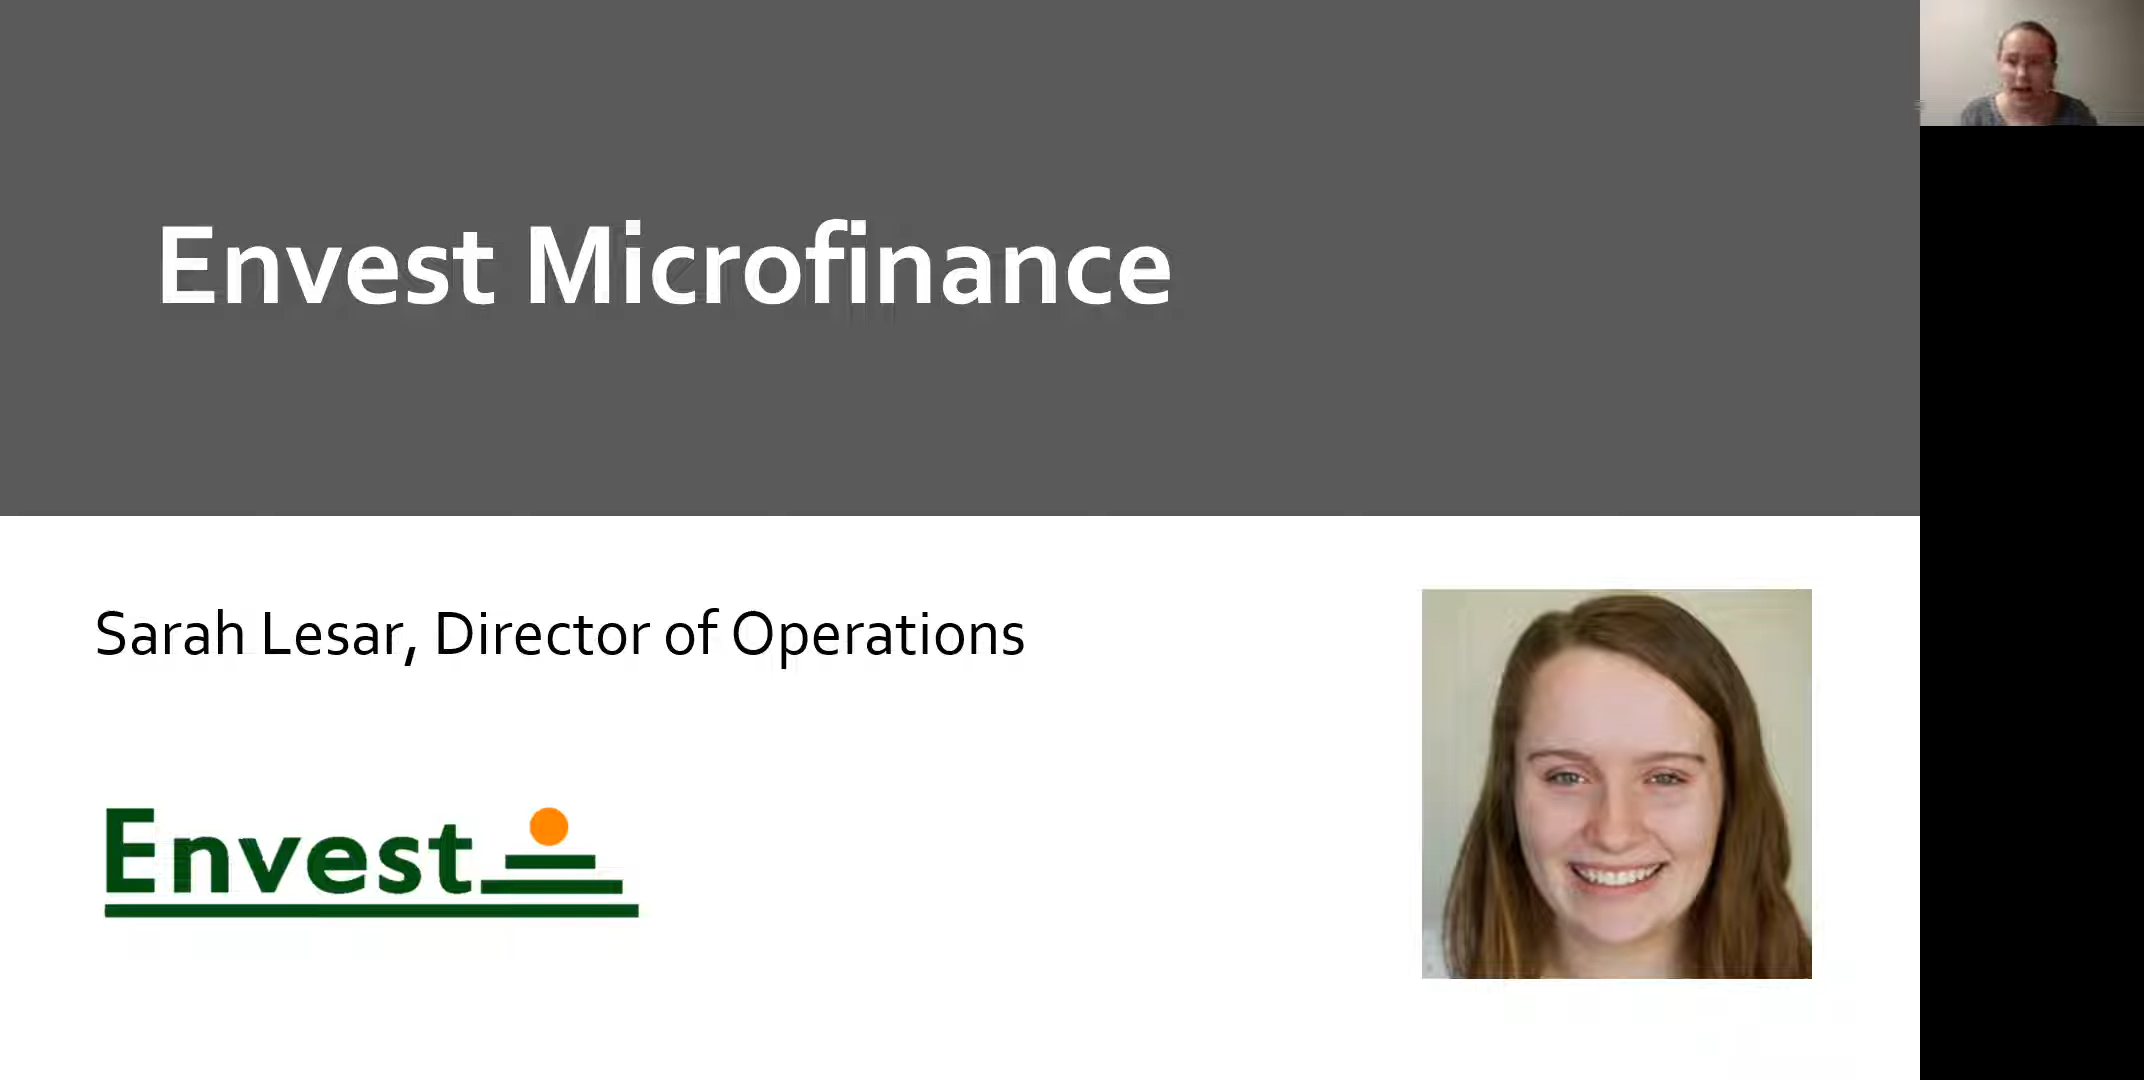 Envest Microfinance
Sarah Lesar, Director of Operations
Envest